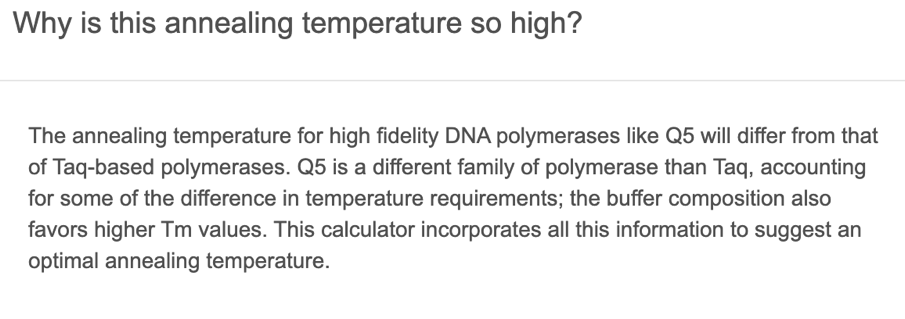 Why is this annealing temperature so high?
The annealing temperature for high fidelity DNA polymerases like Q5 will differ from that
of Taq-based polymerases. Q5 is a different family of polymerase than Taq, accounting
for some of the difference in temperature requirements; the buffer composition also
favors higher Tm values. This calculator incorporates all this information to suggest an
optimal annealing temperature.